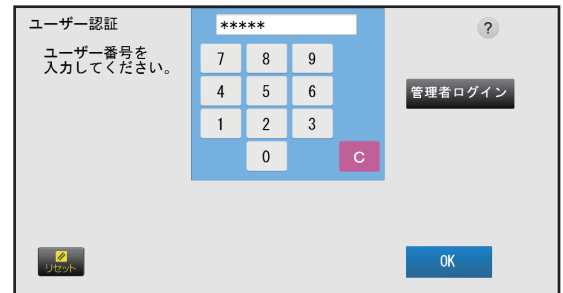 ユーザー認証
*****
?
ユーザー番号を
入力してください。
7 8 9
4 5 6
管理者ログイン
1 2 3
0 C
リセット
OK